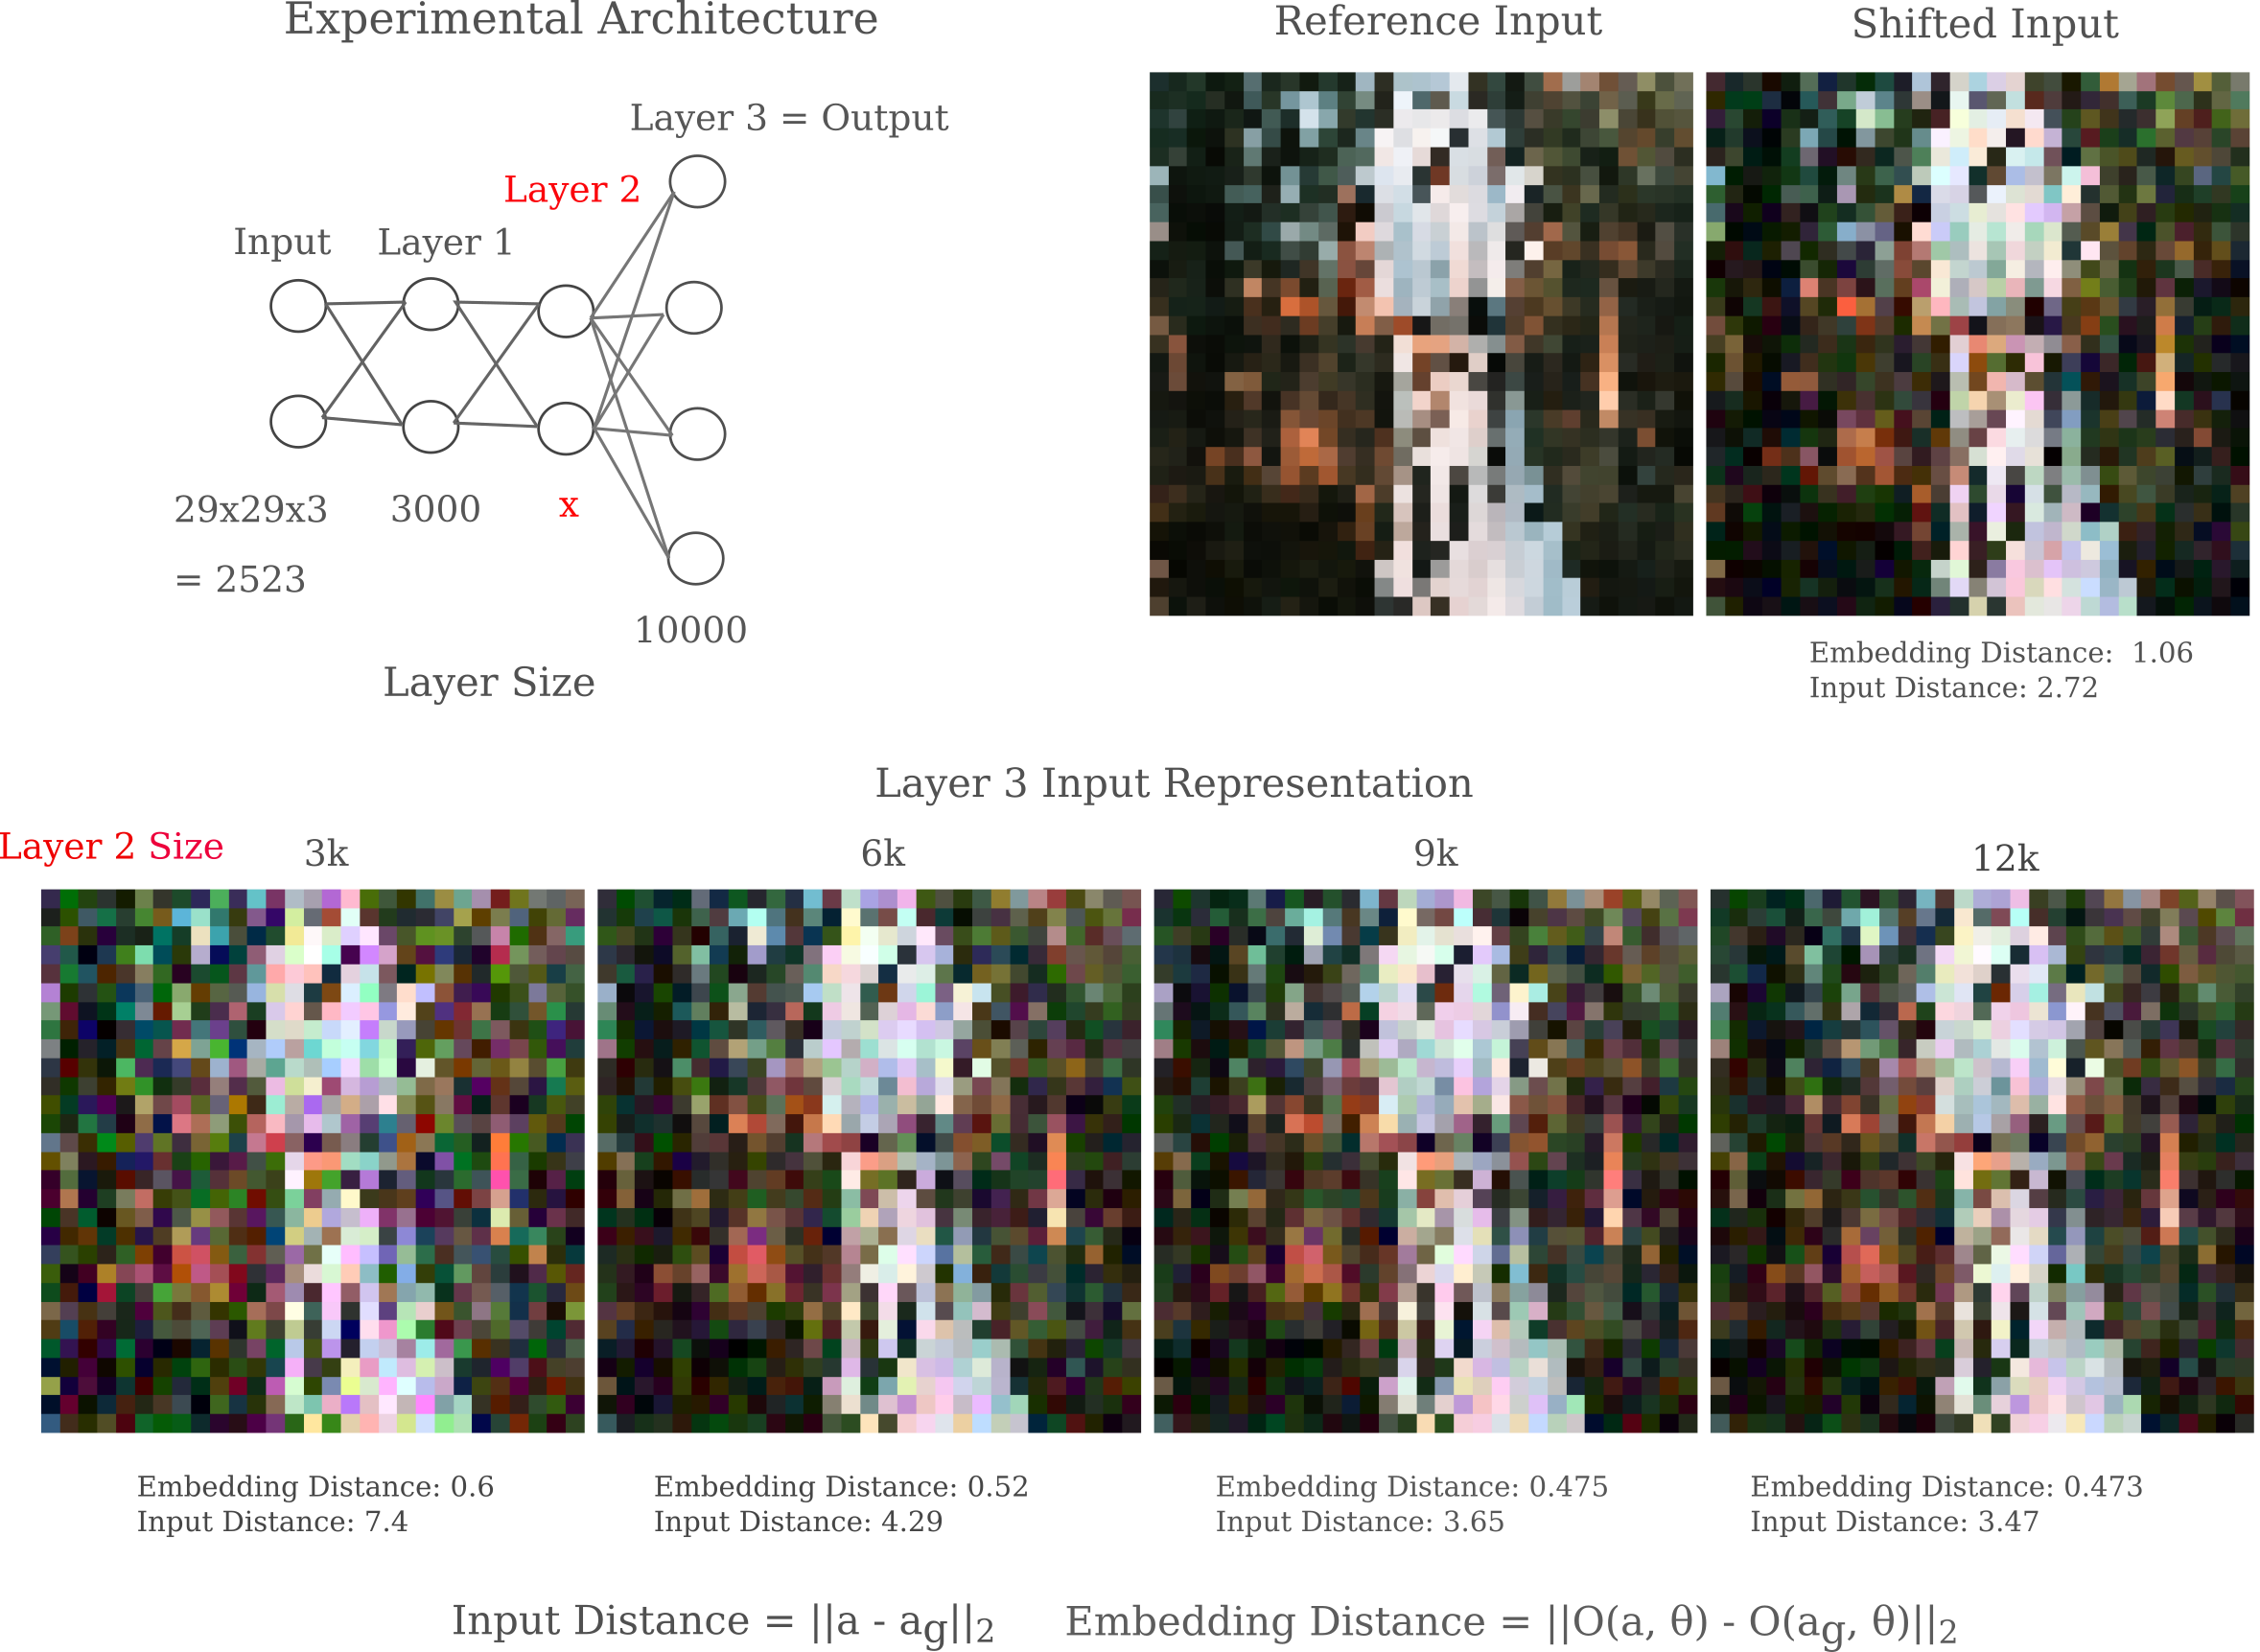 Experimental Architecture
Reference Input
Shifted Input
Layer 3 = Output
Layer 2
Input
Layer 1
29x29x3
3000
x
= 2523
10000
Layer Size
Embedding Distance: 1.06
Input Distance: 2.72
Layer 3 Input Representation
Layer 2 Size
3k
6k
9k
12k
Embedding Distance: 0.6
Input Distance: 7.4
Embedding Distance: 0.52
Input Distance: 4.29
Embedding Distance: 0.475
Input Distance: 3.65
Embedding Distance: 0.473
Input Distance: 3.47
Input Distance = ||a - ag||2
Embedding Distance = ||O(a, θ) - O(ag, θ)||2